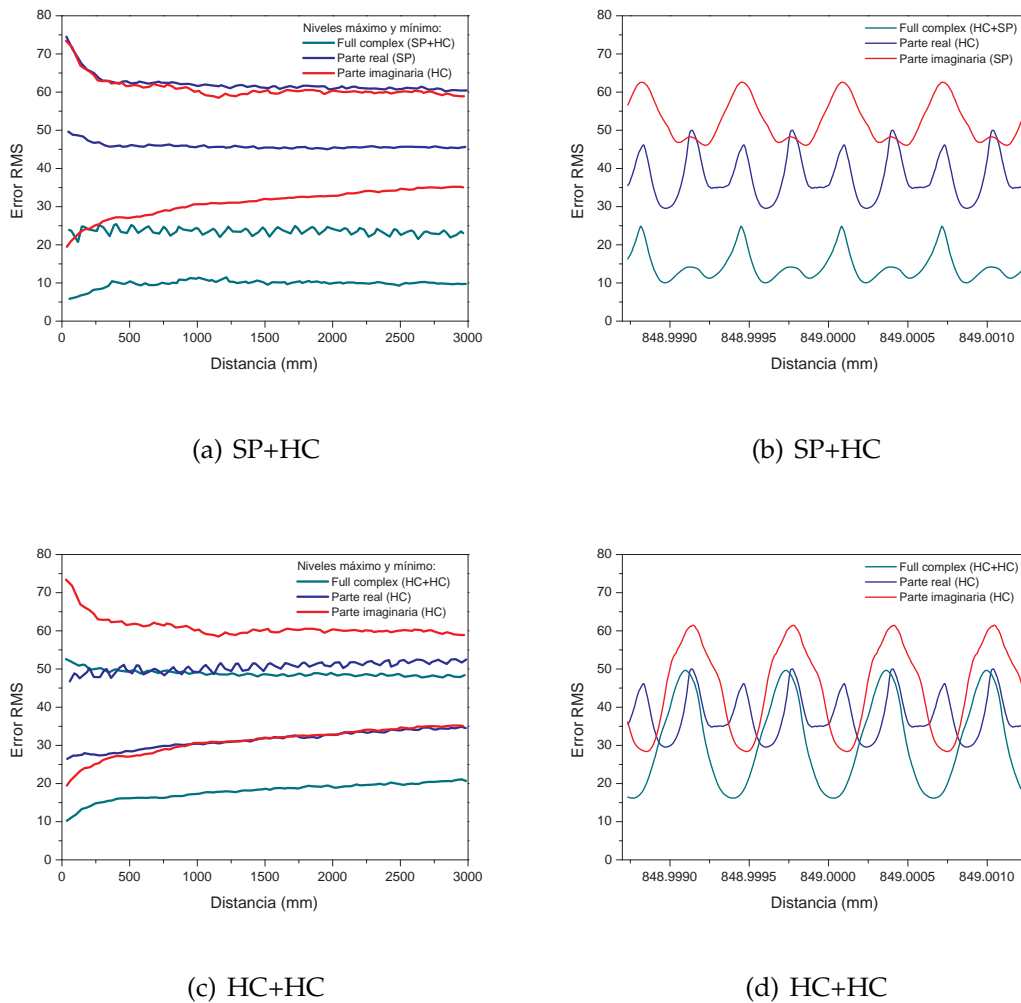 Niveles máximo y mínimo:
Full complex (SP+HC)
Parte real (SP)
Parte imaginaria (HC)
Error RMS
80
70
60
50
40
30
20
10
0
0 500 1000 1500 2000 2500 3000
Distancia (mm)
(a) SP+HC
Full complex (HC+SP)
Parte real (HC)
Parte imaginaria (SP)
Error RMS
80
70
60
50
40
30
20
10
0
848.9990 848.9995 849.0000 849.0005 849.0010
Distancia (mm)
(b) SP+HC
Niveles máximo y mínimo:
Full complex (HC+HC)
Parte real (HC)
Parte imaginaria (HC)
Error RMS
80
70
60
50
40
30
20
10
0
0 500 1000 1500 2000 2500 3000
Distancia (mm)
(c) HC+HC
Full complex (HC+HC)
Parte real (HC)
Parte imaginaria (HC)
Error RMS
80
70
60
50
40
30
20
10
0
848.9990 848.9995 849.0000 849.0005 849.0010
Distancia (mm)
(d) HC+HC